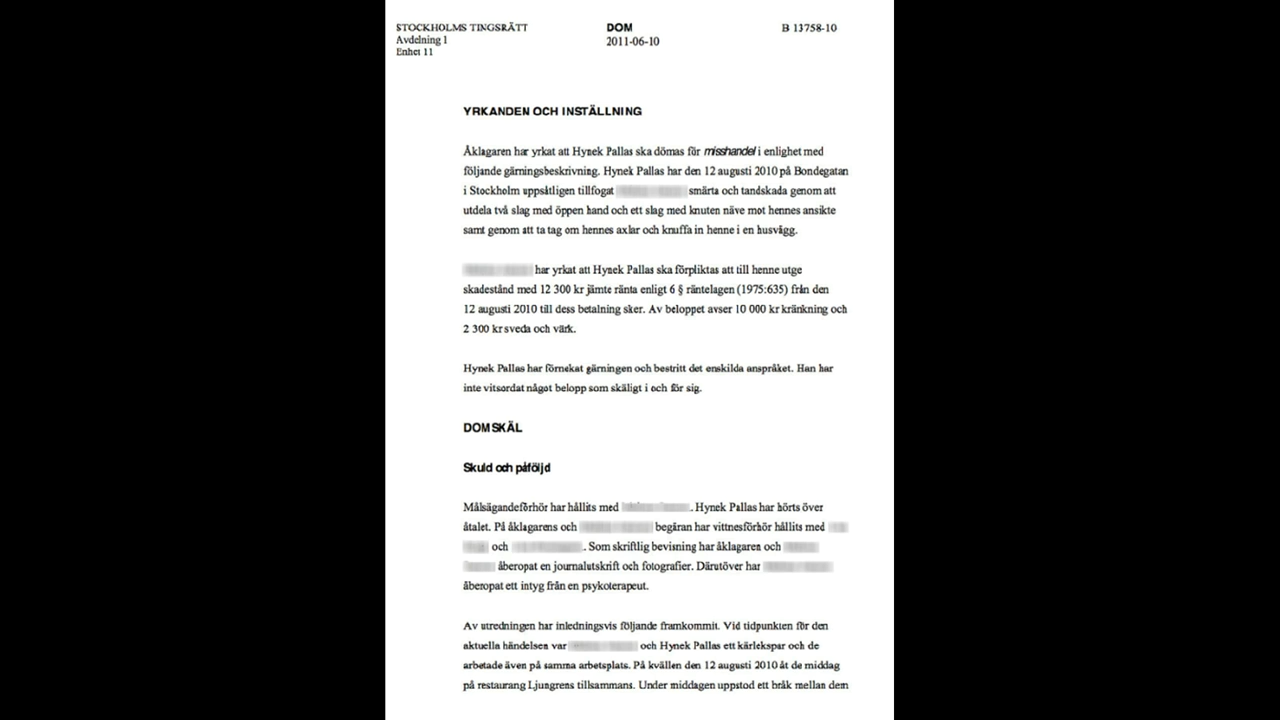 STOCKHOLMS TINGSRÄTT
Avdelning 1
Enhet 11
DOM
2011-06-10
B 13758-10
YRKANDEN OCH INSTÄLLNING
Åklagaren har yrkat att Hynek Pallas ska dömas för misshandel i enlighet med
följande gärningsbeskrivning. Hynek Pallas har den 12 augusti 2010 på Bondegatan
i Stockholm uppsåtligen tillfogat smärta och tandskada genom att
utdela två slag med öppen hand och ett slag med knuten näve mot hennes ansikte
samt genom att ta tag om hennes axlar och knuffa in henne i en husvägg.
har yrkat att Hynek Pallas ska förpliktas att till henne utge
skadestånd med 12 300 kr jämte ränta enligt 6 § räntelagen (1975:635) från den
12 augusti 2010 till dess betalning sker. Av beloppet avser 10 000 kr kränkning och
2 300 kr sveda och värk.
Hynek Pallas har förnekat gärningen och bestritt det enskilda anspråket. Han har
inte vitsordat något belopp som skäligt i och för sig.
DOMSKÄL
Skuld och påföljd
Målsägandeförhör har hållits med . Hynek Pallas har hörts över
åtalet. På åklagarens och begäran har vittnesförhör hållits med
och . Som skriftlig bevisning har åklagaren och
åberopat en journalutskrift och fotografier. Därutöver har
åberopat ett intyg från en psykoterapeut.
Av utredningen har inledningsvis följande framkommit. Vid tidpunkten för den
aktuella händelsen var och Hynek Pallas ett kärlekspar och de
arbetade även på samma arbetsplats. På kvällen den 12 augusti 2010 åt de middag
på restaurang Ljungrens tillsammans. Under middagen uppstod ett bråk mellan dem